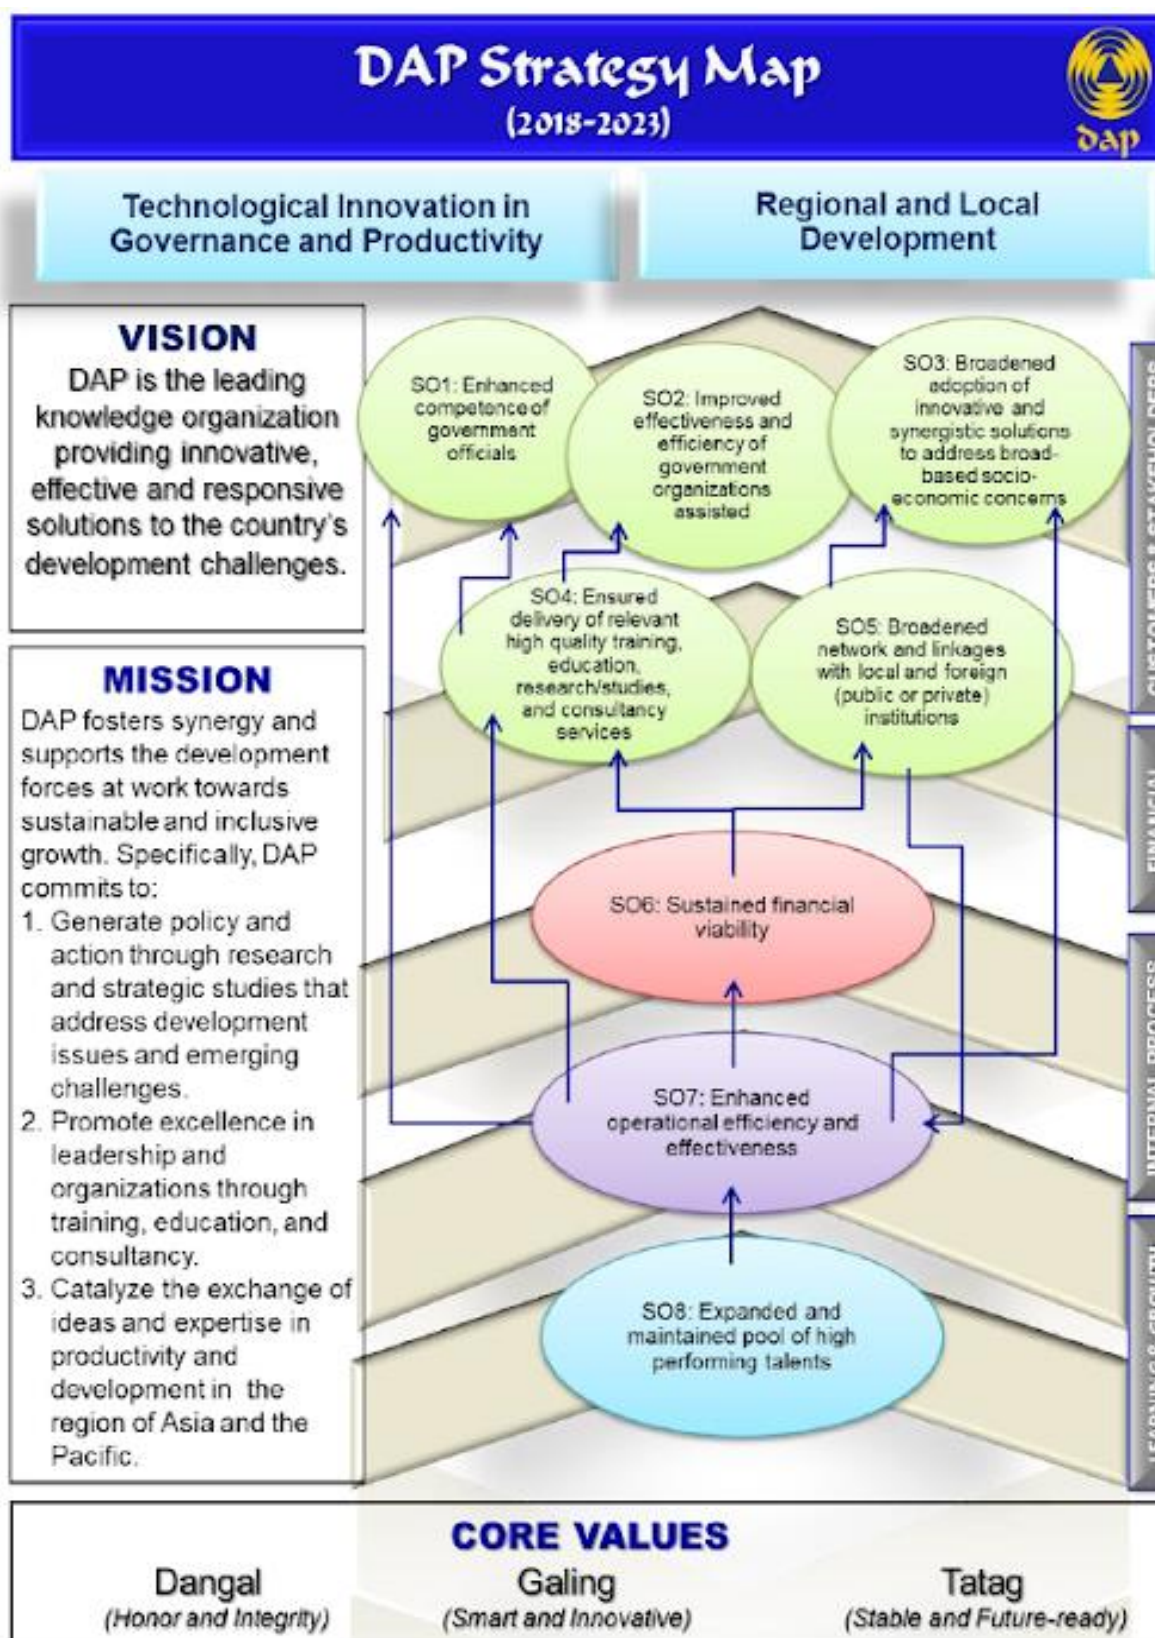 DAP Strategy Map
(2018-2023)
dap
Technological Innovation in
Governance and Productivity
Regional and Local
Development
VISION
DAP is the leading
knowledge organization
providing innovative,
effective and responsive
solutions to the country's
development challenges.
MISSION
DAP fosters synergy and
supports the development
forces at work towards
sustainable and inclusive
growth. Specifically, DAP
commits to:
1. Generate policy and
action through research
and strategic studies that
address development
issues and emerging
challenges.
2. Promote excellence in
leadership and
organizations through
training, education, and
consultancy.
3. Catalyze the exchange of
ideas and expertise in
productivity and
development in the
region of Asia and the
Pacific.
SO1: Enhanced
competence of
government
officials
SO2: Improved
effectiveness and
efficiency of
government
organizations
assisted
SO3: Broadened
adoption of
innovative and
synergistic solutions
to address broad-
based socio-
economic concerns
SO4: Ensured
delivery of relevant
high quality training,
education,
research/studies,
and consultancy
services
SO5: Broadened
network and linkages
with local and foreign
(public or private)
institutions
SO6: Sustained financial
viability
SO7: Enhanced
operational efficiency and
effectiveness
SO8: Expanded and
maintained pool of high
performing talents
CUSTOMERS & STAKEHOLDERS
FINANCIAL
INTERNAL PROCESS
LEARNING & GROWTH
CORE VALUES
Dangal
(Honor and Integrity)
Galing
(Smart and Innovative)
Tatag
(Stable and Future-ready)